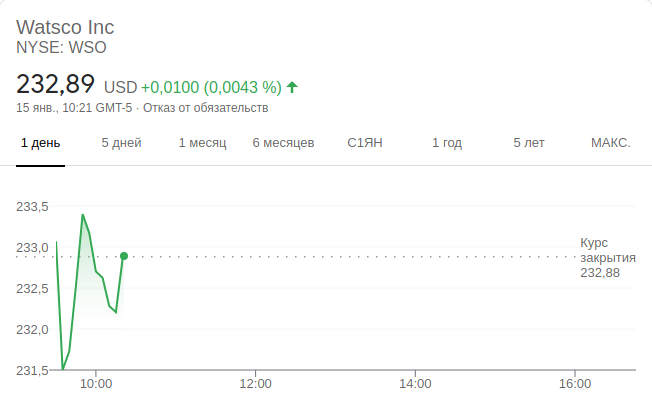 Watsco Inc
NYSE: WSO
232,89 USD +0,0100 (0,0043 %)
15 янв., 10:21 GMT-5 · Отказ от обязательств
1 день 5 дней 1 месяц 6 месяцев С1ЯН 1 год 5 лет МАКС.
233,5
233,0
232,5
232,0
231,5
Курс
закрытия
232,88
10:00 12:00 14:00 16:00